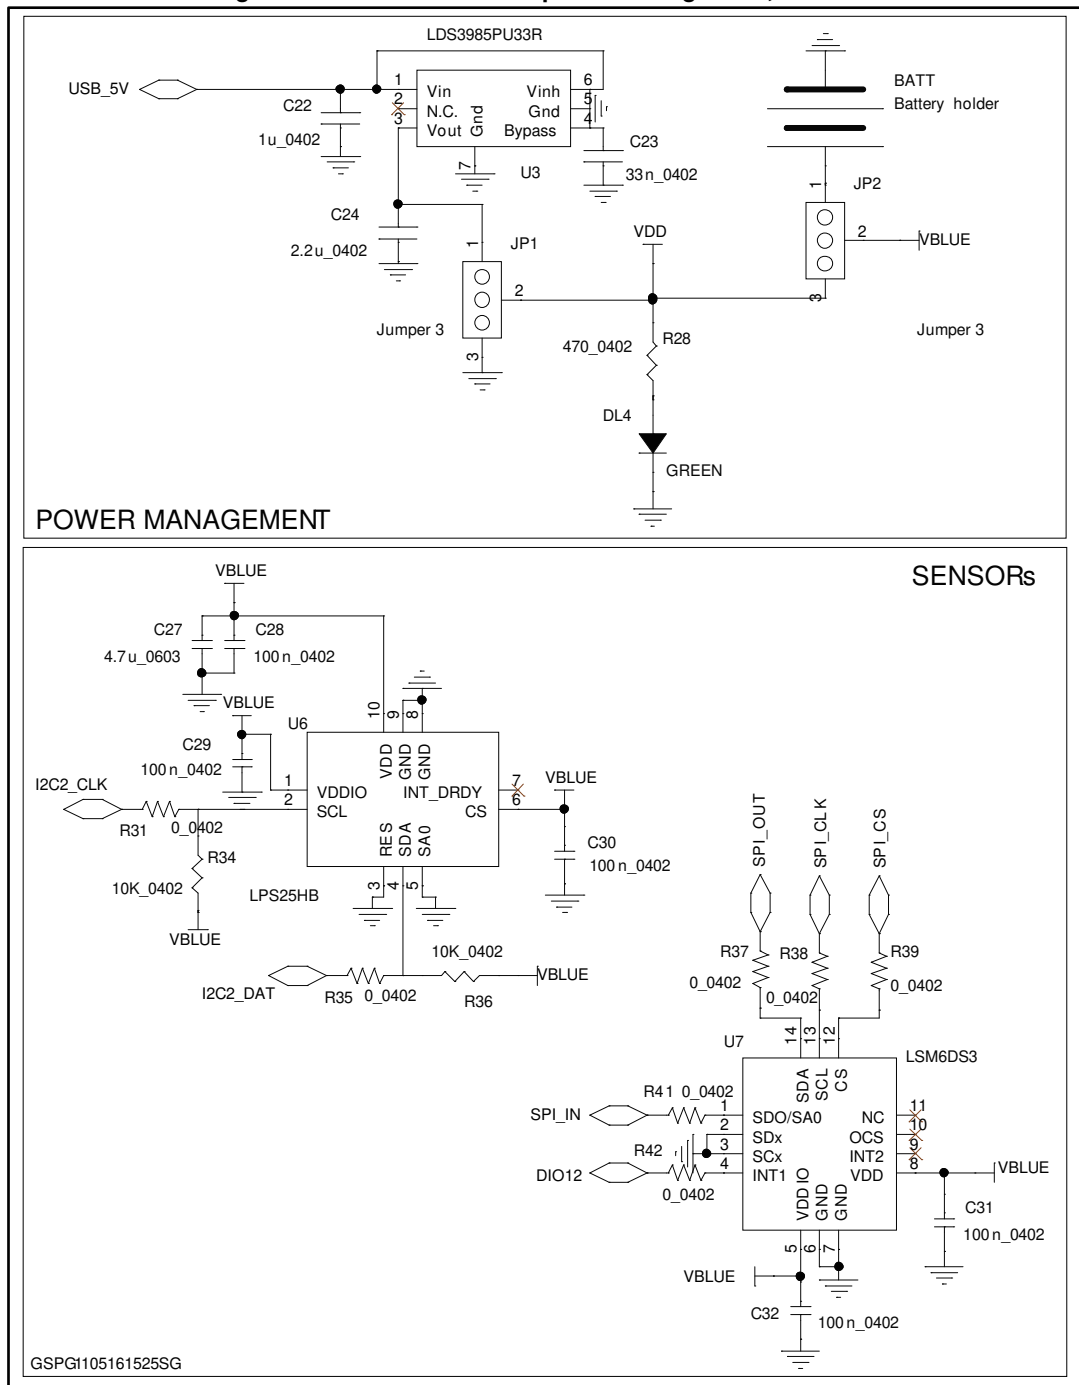 LDS3985PU33R
USB_5V
1
2
3
Vin
N.C.
Vout
Gnd
Vinh
Gnd
Bypass
6
5
4
7
U3
C22
1u_0402
C23
33n_0402
C24
2.2u_0402
BATT
Battery holder
JP2
1
2
3
VBLUE
Jumper 3
JP1
1
2
3
Jumper 3
VDD
R28
470_0402
DL4
GREEN
POWER MANAGEMENT
SENSORs
VBLUE
C27
4.7u_0603
C28
100n_0402
VBLUE
C29
100n_0402
U6
10
9
8
VDD
GND
GND
1
2
VDDIO
SCL
INT_DRDY
CS
7
6
RES
SDA
SA0
3
4
5
LPS25HB
I2C2_CLK
R31
0_0402
R34
10K_0402
VBLUE
VBLUE
C30
100n_0402
I2C2_DAT
R35
0_0402
10K_0402
R36
VBLUE
SPI_OUT
SPI_CLK
SPI_CS
R37
0_0402
R38
0_0402
R39
0_0402
U7
14
13
12
LSM6DS3
SDA
SCL
CS
SPI_IN
R41 0_0402
1
2
3
4
SDO/SA0
SDx
SCx
INT1
NC
OCS
INT2
VDD
11
10
9
8
R42
DIO12
0_0402
VDDIO
GND
GND
5
6
7
VBLUE
C31
100n_0402
VBLUE
C32
100n_0402
GSPG1105161525SG